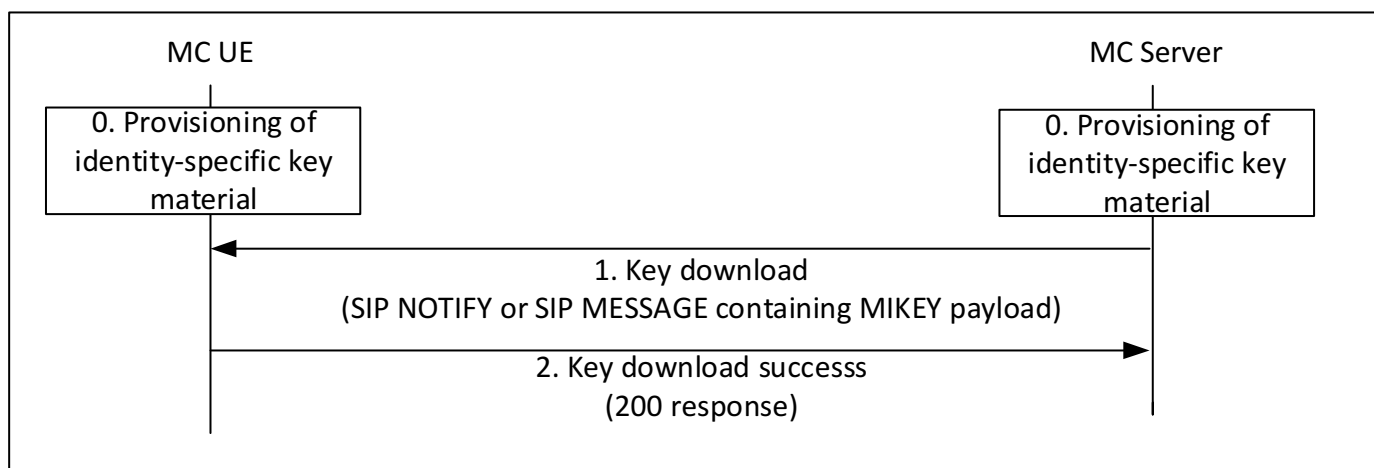 MC UE
MC Server
0. Provisioning of
identity-specific key
material
0. Provisioning of
identity-specific key
material
1. Key download
(SIP NOTIFY or SIP MESSAGE containing MIKEY payload)
2. Key download successs
(200 response)